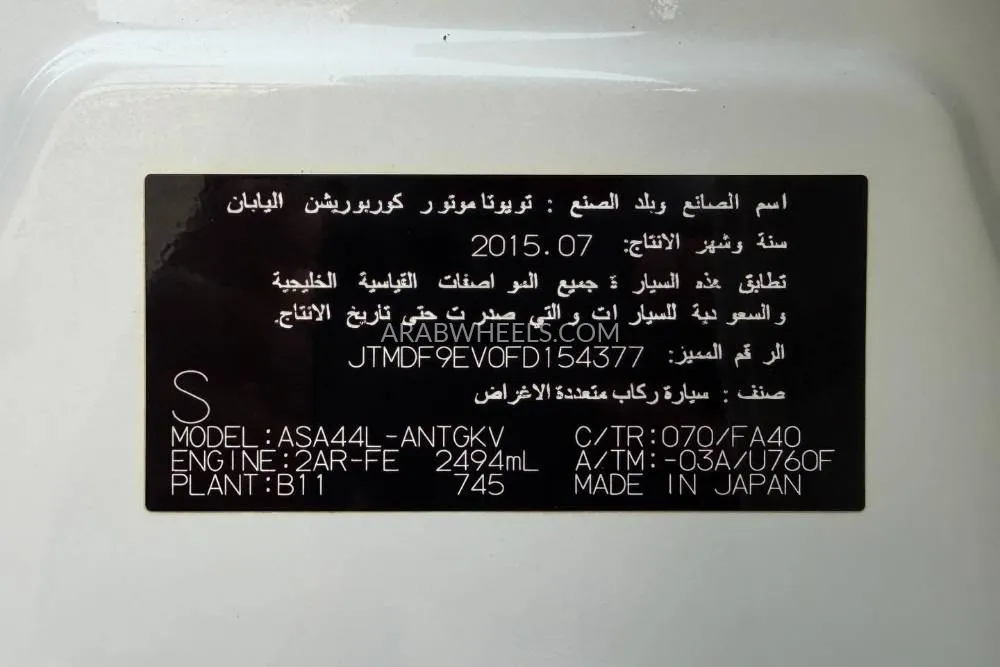 اسم الصانع وبلد الصنع : تويوتا موتور كوربوريشن اليابان
سنة وشهر الانتاج: 2015.07
تطابق هذه السيارة جميع المواصفات القياسية الخليجية
والسعودية للسيارات والتي صدرت حتى تاريخ الانتاج.
ARABWHEELS.COM
الرقم المميز: JTMDF9EV0FD154377
صنف : سيارة ركاب متعددة الاغراض
S
MODEL:ASA44L-ANTGKV C/TR:070/FA40
ENGINE:2AR-FE 2494mL A/TM:-03A/U760F
PLANT:B11 745 MADE IN JAPAN